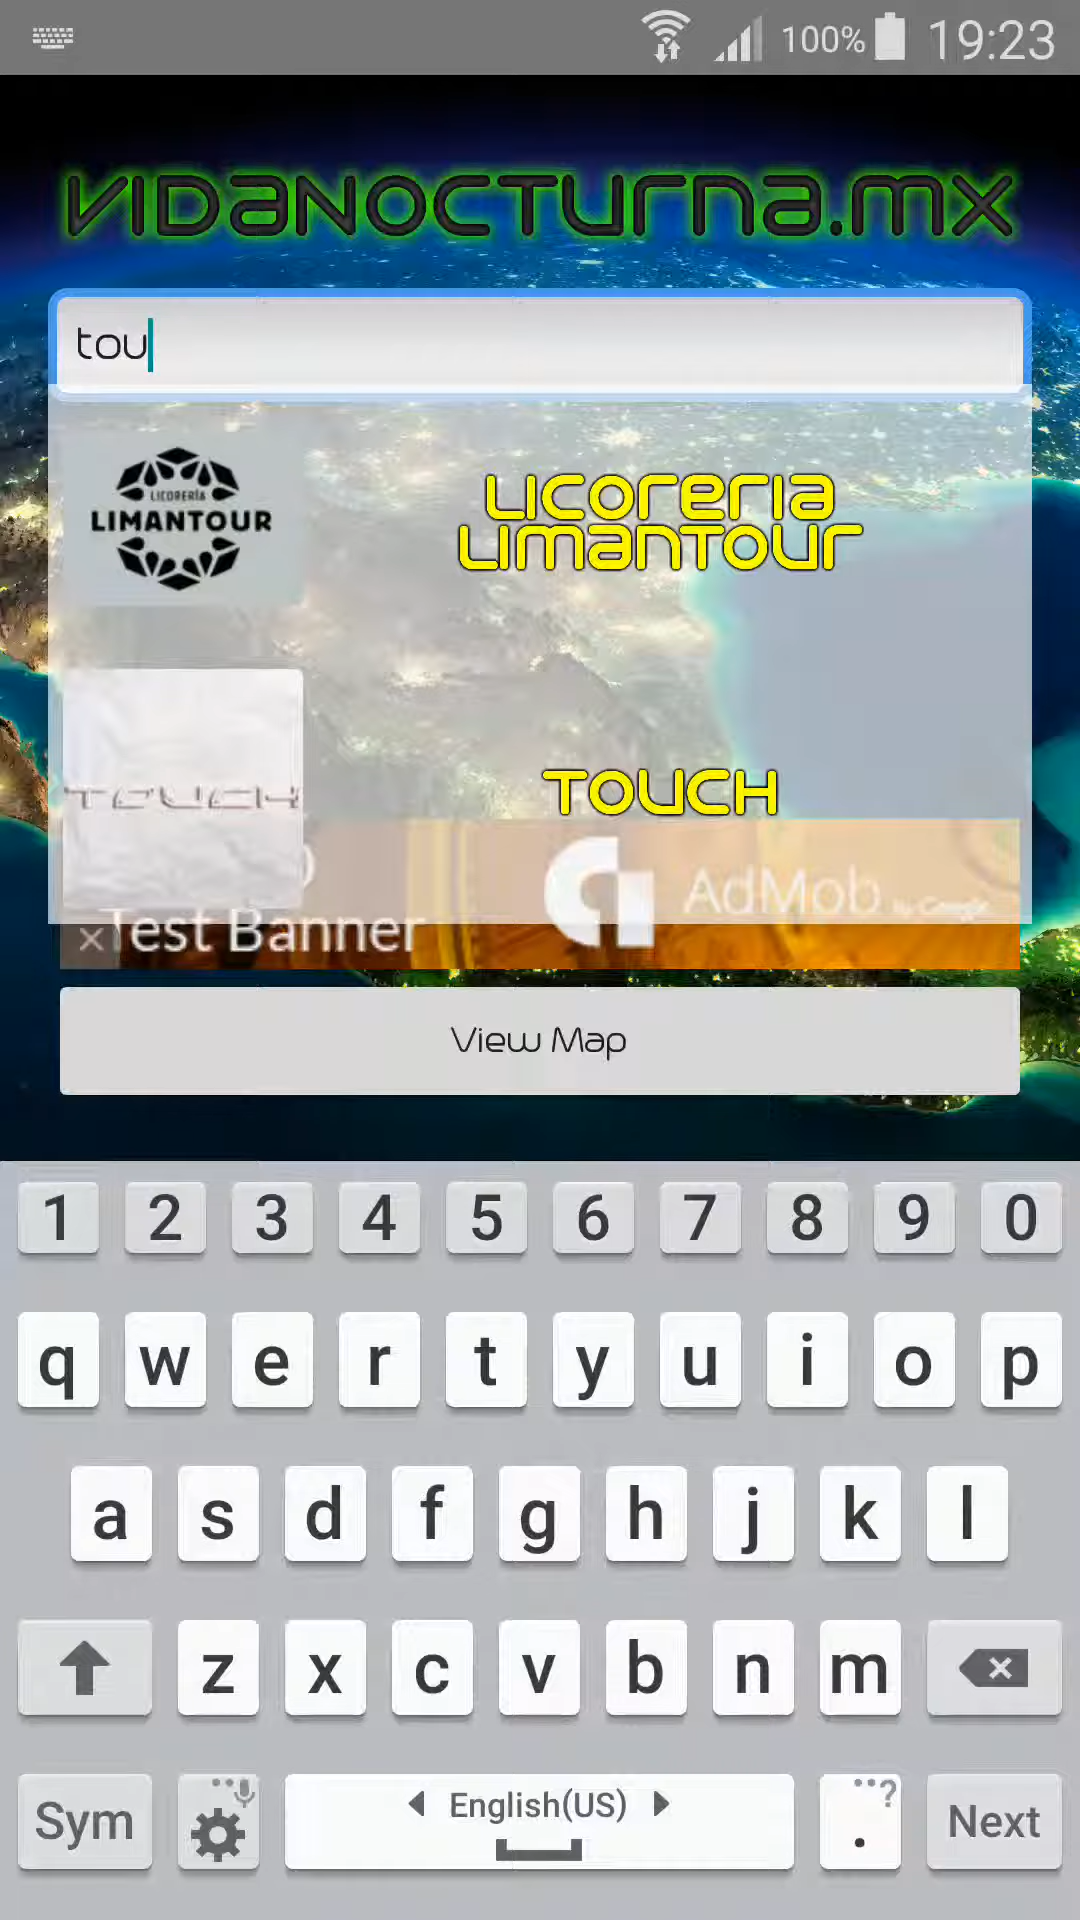 100% 19:23
VIDANOCTURNA.MX
tou
LICORERÍA
LIMANTOUR
LICORERIA
LIMANTOUR
TOUCH
TOUCH
AdMob by Google
Test Banner
View Map
1 2 3 4 5 6 7 8 9 0
q w e r t y u i o p
a s d f g h j k l
z x c v b n m
Sym English(US) . ? Next